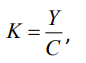 K = Y/C,